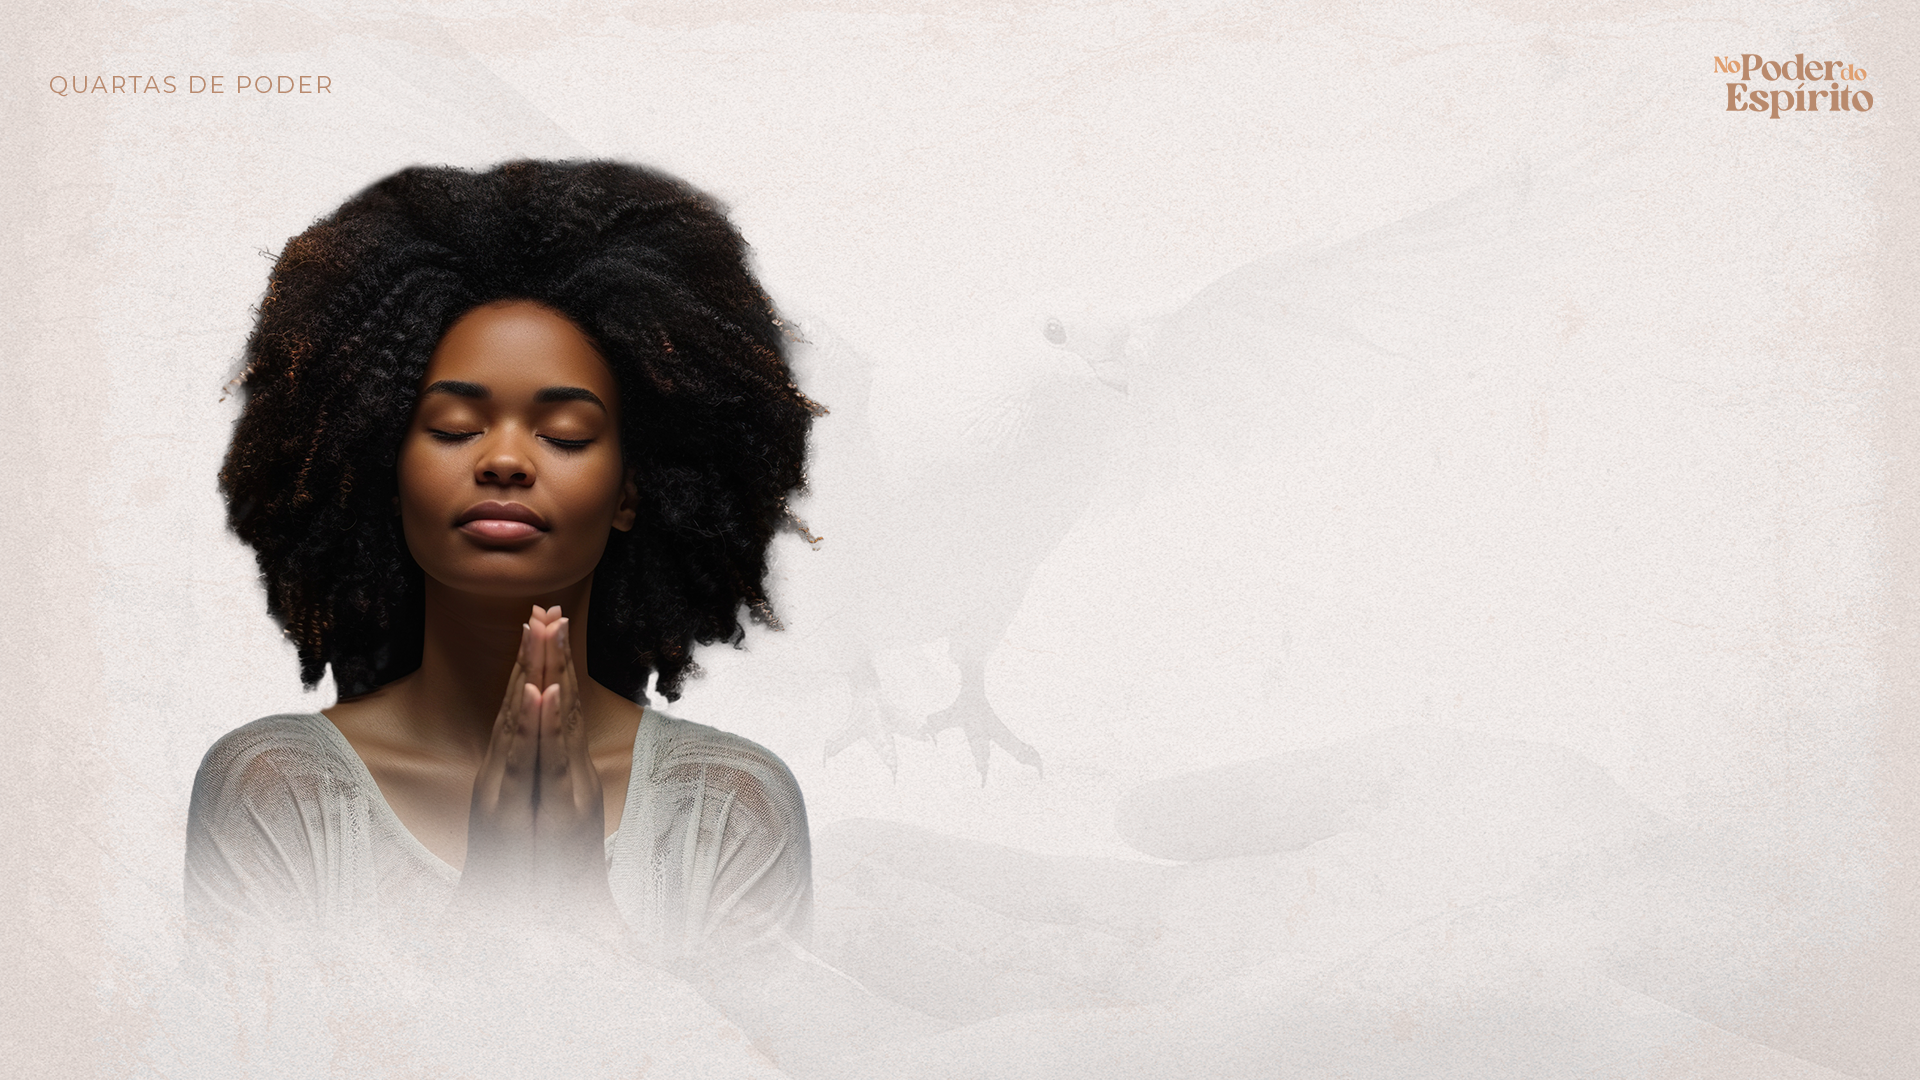 QUARTAS DE PODER
No Poder do
Espírito